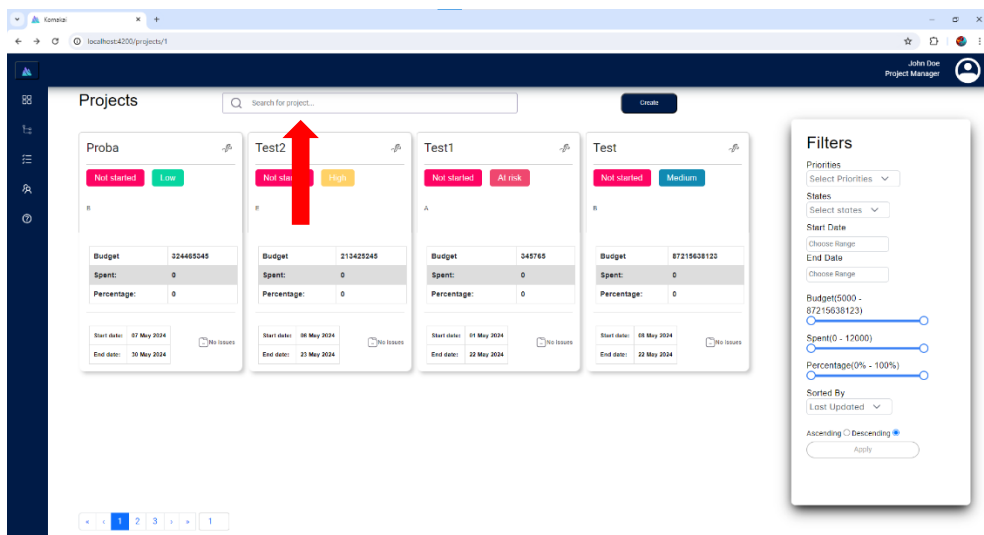 Kamakai
localhost:4200/projects/1
John Doe
Project Manager
Projects
Search for project...
Create
Proba
Not started Low
B
Budget 324465345
Spent: 0
Percentage: 0
Start date: 07 May 2024
End date: 30 May 2024
No Issues
Test2
High
Budget 213425245
Spent: 0
Percentage: 0
Start date: 06 May 2024
End date: 23 May 2024
No Issues
Test1
Not started At risk
A
Budget 345765
Spent: 0
Percentage: 0
Start date: 01 May 2024
End date: 22 May 2024
No Issues
Test
Not started Medium
B
Budget 87215638123
Spent: 0
Percentage: 0
Start date: 08 May 2024
End date: 22 May 2024
No Issues
Filters
Priorities
Select Priorities
States
Select states
Start Date
Choose Range
End Date
Choose Range
Budget(5000 -
87215638123)
Spent(0 - 12000)
Percentage(0% - 100%)
Sorted By
Last Updated
Ascending Descending
Apply
« ‹ 1 2 3 › » 1